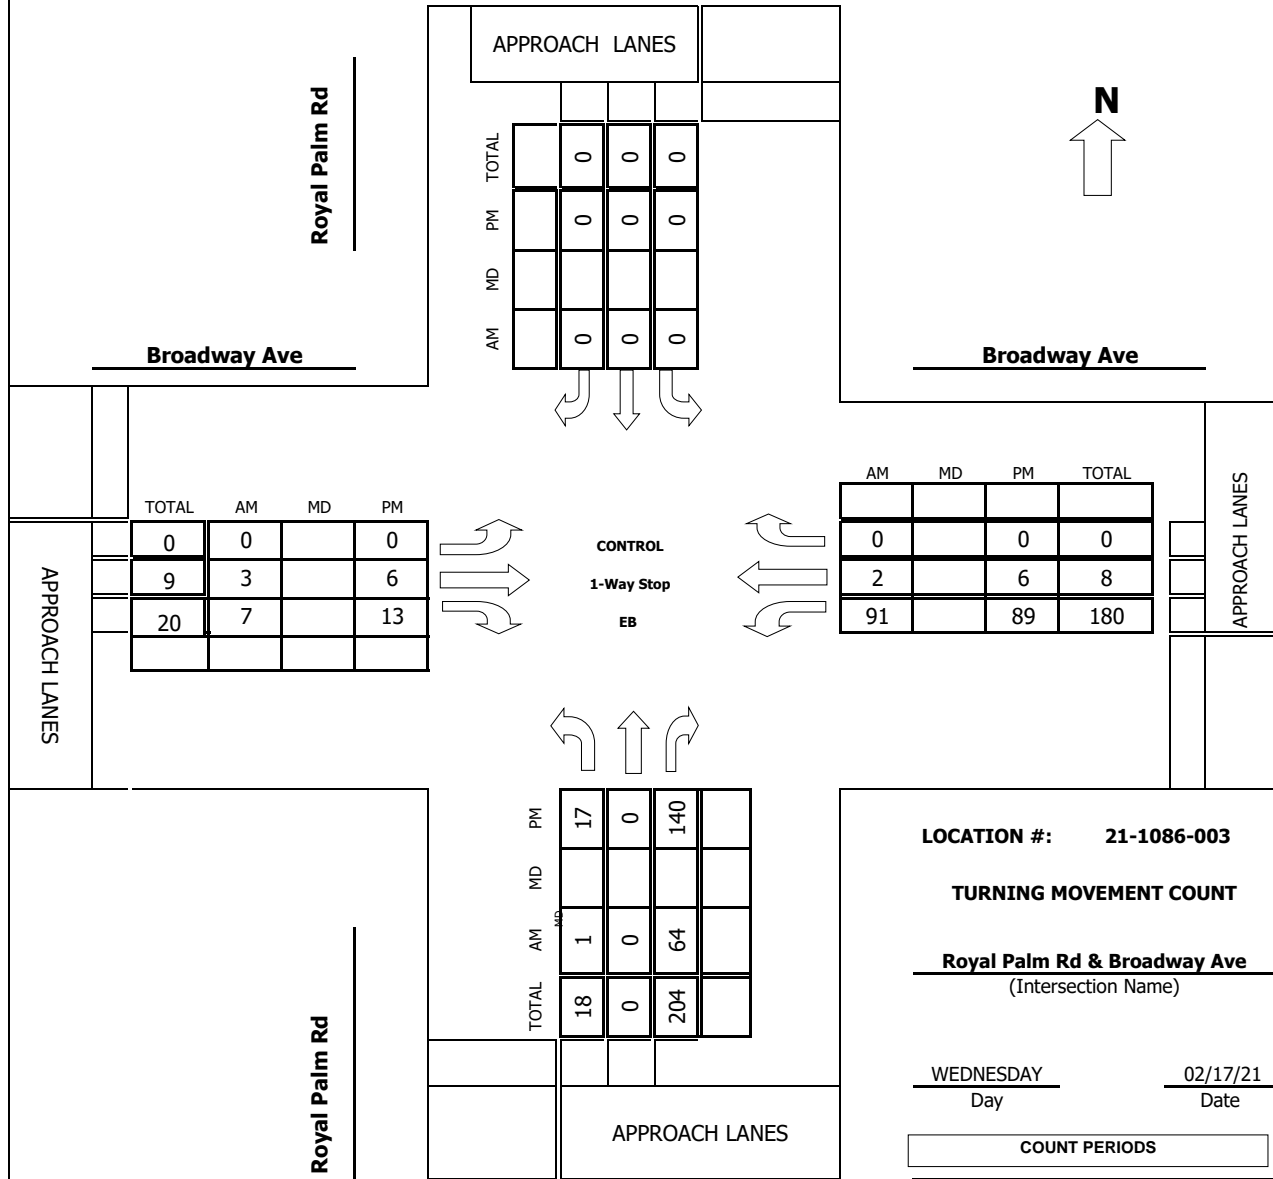 APPROACH LANES
Royal Palm Rd
N
TOTAL 0 0 0
PM 0 0 0
MD
AM 0 0 0
Broadway Ave
Broadway Ave
AM MD PM TOTAL
0 0 0
2 6 8
91 89 180
APPROACH LANES
TOTAL AM MD PM
0 0 0
9 3 6
20 7 13
APPROACH LANES
CONTROL
1-Way Stop
EB
PM 17 0 140
MD
MD
AM 1 0 64
TOTAL 18 0 204
APPROACH LANES
Royal Palm Rd
LOCATION #: 21-1086-003
TURNING MOVEMENT COUNT
Royal Palm Rd & Broadway Ave
(Intersection Name)
WEDNESDAY 02/17/21
Day Date
COUNT PERIODS